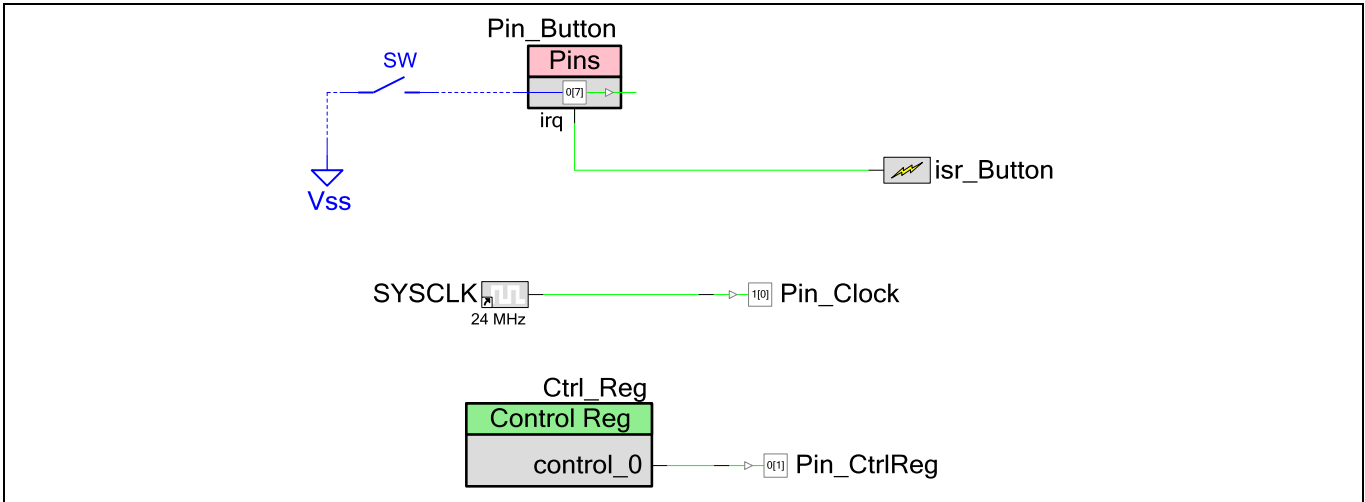 Pin_Button
SW
Pins
0[7]
irq
isr_Button
Vss
SYSCLK
1[0]
Pin_Clock
24 MHz
Ctrl_Reg
Control Reg
control_0
0[1]
Pin_CtrlReg